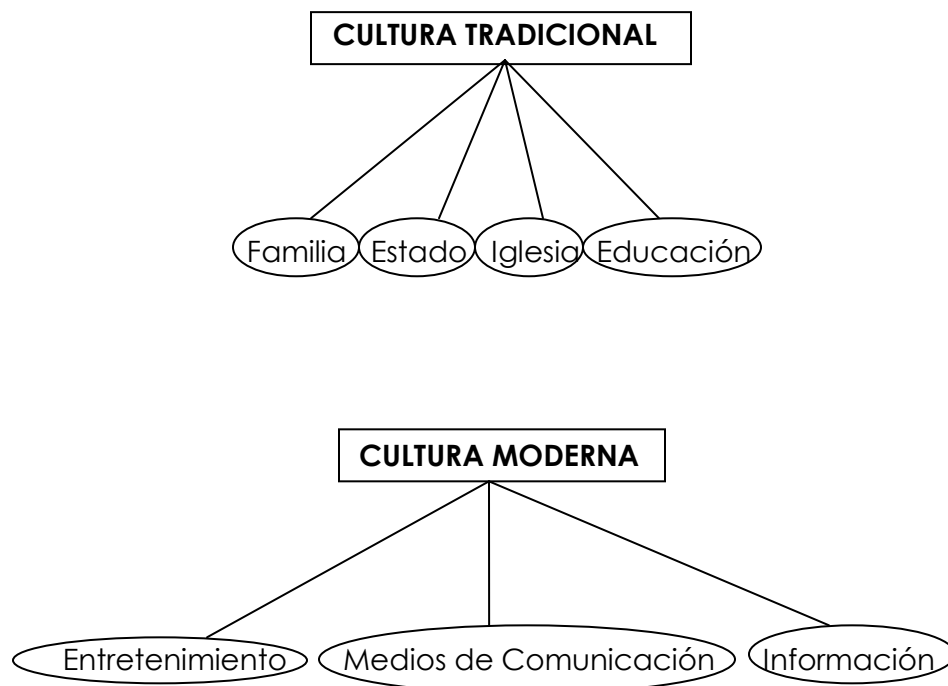 CULTURA TRADICIONAL
Familia Estado Iglesia Educación
CULTURA MODERNA
Entretenimiento Medios de Comunicación Información